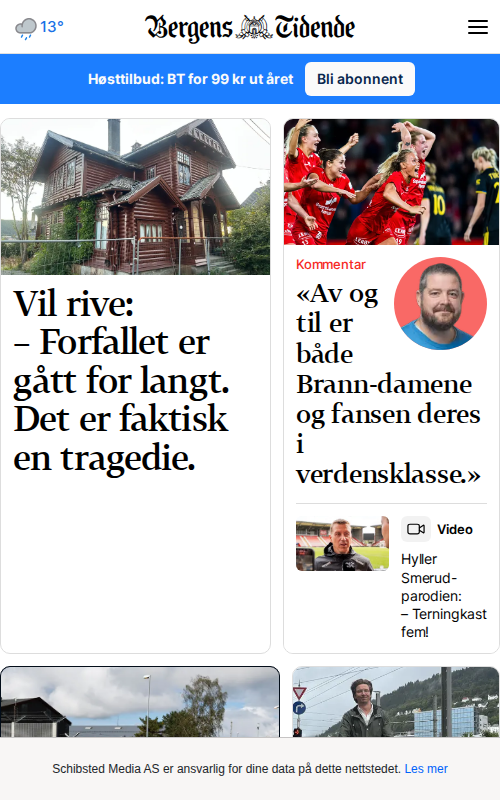 13°
Bergens Tidende
Høsttilbud: BT for 99 kr ut året
Bli abonnent
Vil rive:
– Forfallet er
gått for langt.
Det er faktisk
en tragedie.
Kommentar
«Av og
til er
både
Brann-damene
og fansen deres
i
verdensklasse.»
Video
Hyller
Smerud-
parodien:
– Terningkast
fem!
Schibsted Media AS er ansvarlig for dine data på dette nettstedet. Les mer